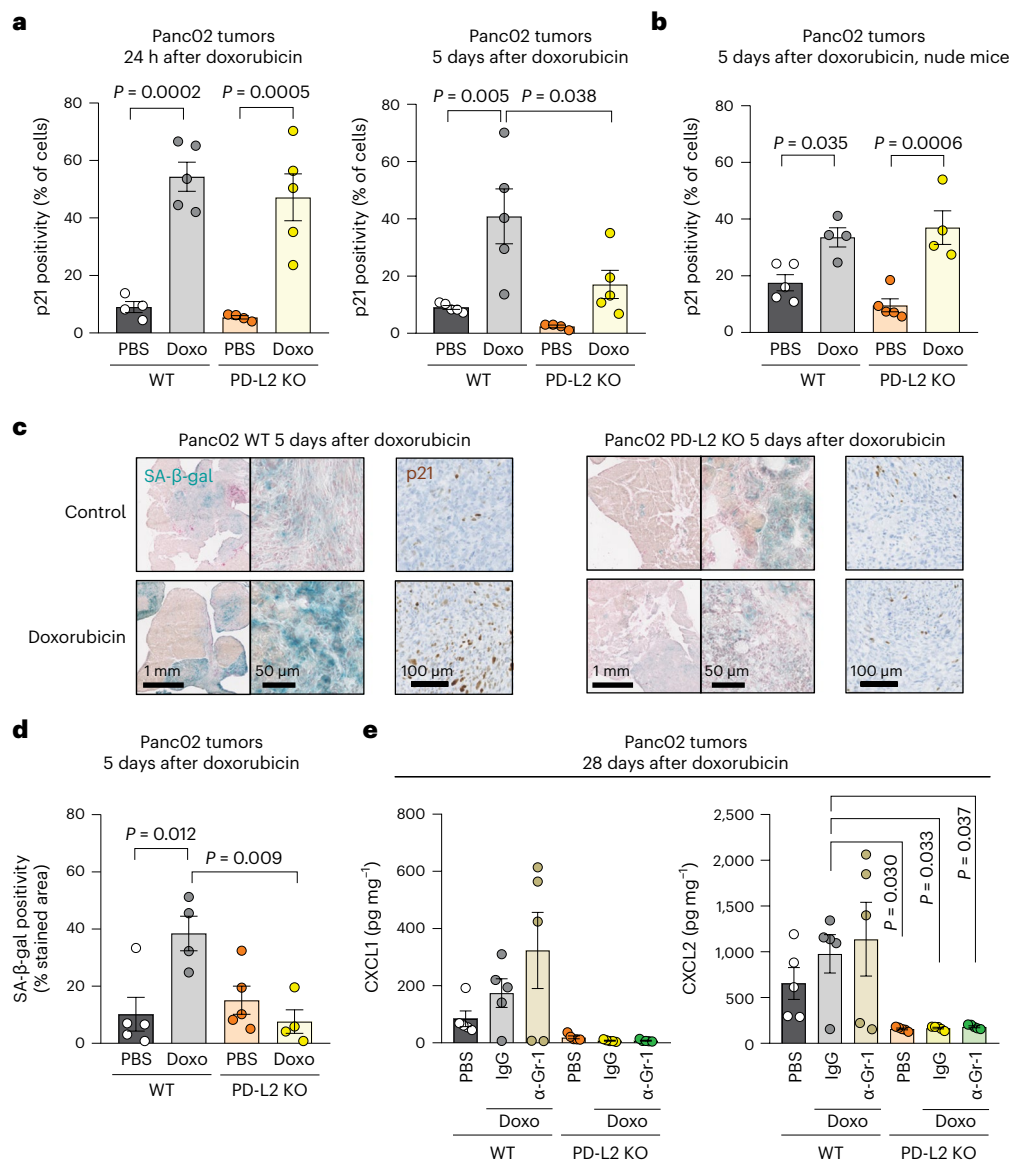 a
Panc02 tumors
24 h after doxorubicin
P = 0.0002
P = 0.0005
p21 positivity (% of cells)
80
60
40
20
0
PBS Doxo PBS Doxo
WT PD-L2 KO
Panc02 tumors
5 days after doxorubicin
P = 0.005
P = 0.038
p21 positivity (% of cells)
80
60
40
20
0
PBS Doxo PBS Doxo
WT PD-L2 KO
b
Panc02 tumors
5 days after doxorubicin, nude mice
P = 0.035
P = 0.0006
p21 positivity (% of cells)
80
60
40
20
0
PBS Doxo PBS Doxo
WT PD-L2 KO
c
Panc02 WT 5 days after doxorubicin
Panc02 PD-L2 KO 5 days after doxorubicin
SA-β-gal
p21
Control
Doxorubicin
1 mm 50 µm 100 µm
1 mm 50 µm 100 µm
d
Panc02 tumors
5 days after doxorubicin
P = 0.012
P = 0.009
SA-β-gal positivity
(% stained area)
80
60
40
20
0
PBS Doxo PBS Doxo
WT PD-L2 KO
e
Panc02 tumors
28 days after doxorubicin
CXCL1 (pg mg⁻¹)
800
600
400
200
0
PBS IgG α-Gr-1 PBS IgG α-Gr-1
Doxo Doxo
WT PD-L2 KO
CXCL2 (pg mg⁻¹)
2,500
2,000
1,500
1,000
500
0
P = 0.030
P = 0.033
P = 0.037
PBS IgG α-Gr-1 PBS IgG α-Gr-1
Doxo Doxo
WT PD-L2 KO